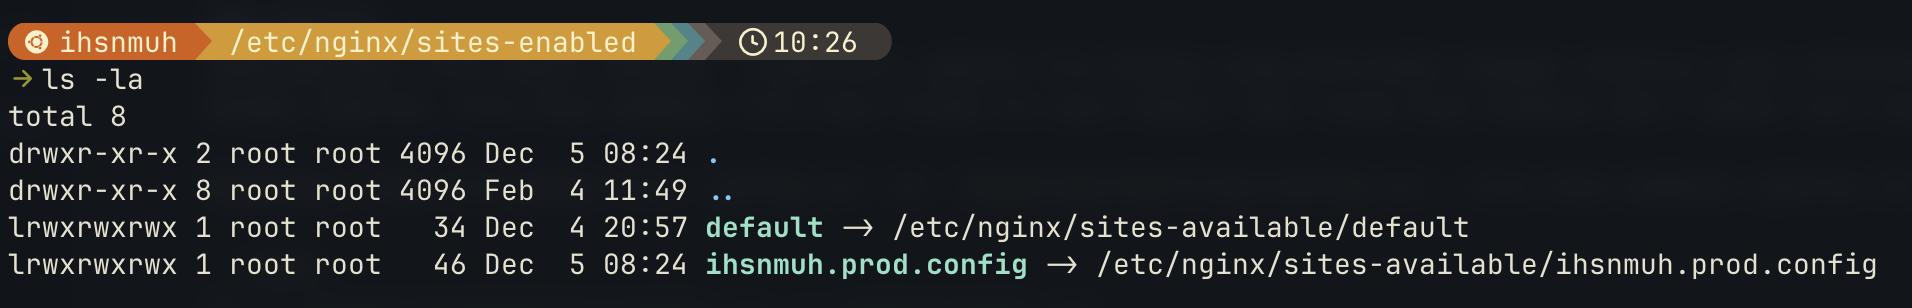 ihsnmuh /etc/nginx/sites-enabled 10:26
→ ls -la
total 8
drwxr-xr-x 2 root root 4096 Dec  5 08:24 .
drwxr-xr-x 8 root root 4096 Feb  4 11:49 ..
lrwxrwxrwx 1 root root   34 Dec  4 20:57 default -> /etc/nginx/sites-available/default
lrwxrwxrwx 1 root root   46 Dec  5 08:24 ihsnmuh.prod.config -> /etc/nginx/sites-available/ihsnmuh.prod.config